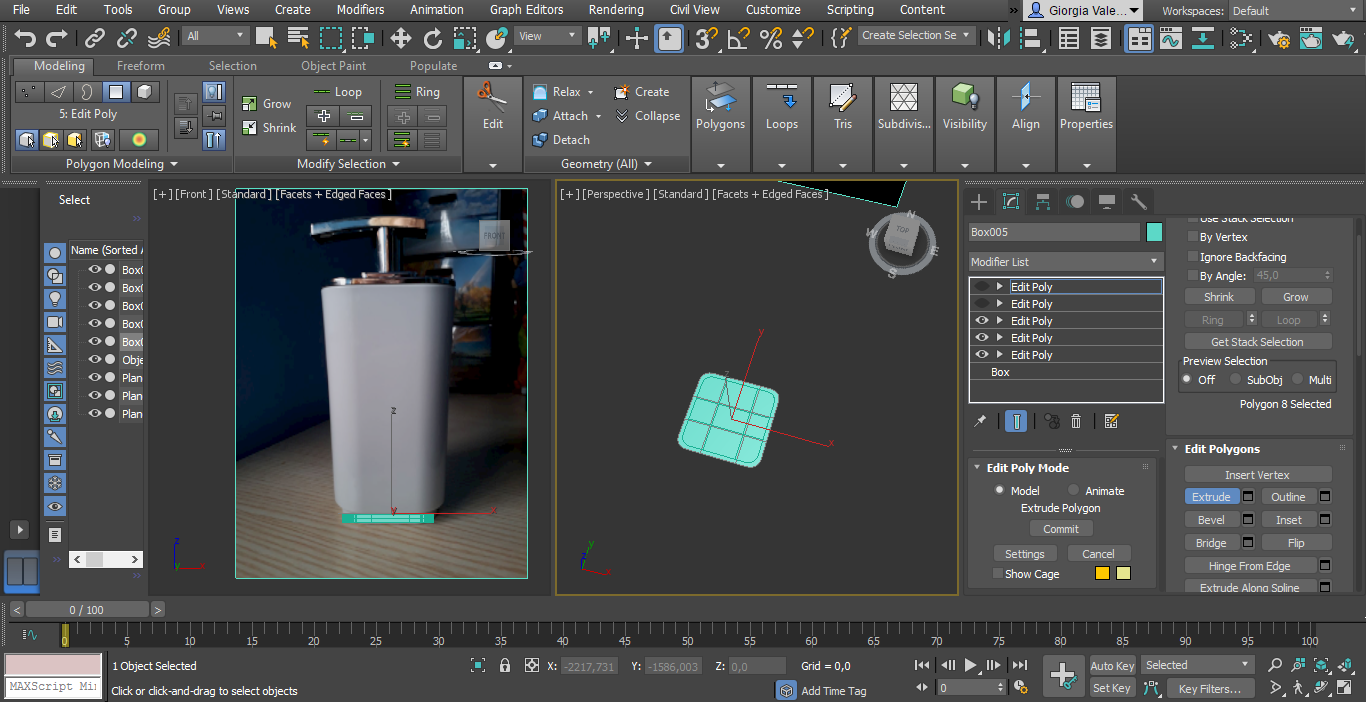 File Edit Tools Group Views Create Modifiers Animation Graph Editors Rendering Civil View Customize Scripting Content » Giorgia Vale... Workspaces: Default
All View Create Selection Se
Modeling Freeform Selection Object Paint Populate
5: Edit Poly
Polygon Modeling
Grow
Shrink
Loop
Ring
Modify Selection
Edit
Relax
Attach
Detach
Create
Collapse
Geometry (All)
Polygons Loops Tris Subdivis... Visibility Align Properties
Select
Name (Sorted A
Box0
Box0
Box0
Box0
Box0
Obje
Plan
Plan
Plan
[+] [Front] [Standard] [Facets + Edged Faces]
FRONT
z
y
x
z
y
[+] [Perspective] [Standard] [Facets + Edged Faces]
N
W
E
S
TOP
y
z
x
y
z
Box005
Modifier List
Edit Poly
Edit Poly
Edit Poly
Edit Poly
Edit Poly
Box
Edit Poly Mode
Model Animate
Extrude Polygon
Commit
Settings Cancel
Show Cage
Use Stack Selection
By Vertex
Ignore Backfacing
By Angle: 45,0
Shrink Grow
Ring Loop
Get Stack Selection
Preview Selection
Off SubObj Multi
Polygon 8 Selected
Edit Polygons
Insert Vertex
Extrude Outline
Bevel Inset
Bridge Flip
Hinge From Edge
Extrude Along Spline
< 0 / 100 >
0 5 10 15 20 25 30 35 40 45 50 55 60 65 70 75 80 85 90 95 100
1 Object Selected
MAXScript Mi
Click or click-and-drag to select objects
X: -2217,731 Y: -1586,003 Z: 0,0 Grid = 0,0
Add Time Tag
0
Auto Key Selected
Set Key Key Filters...